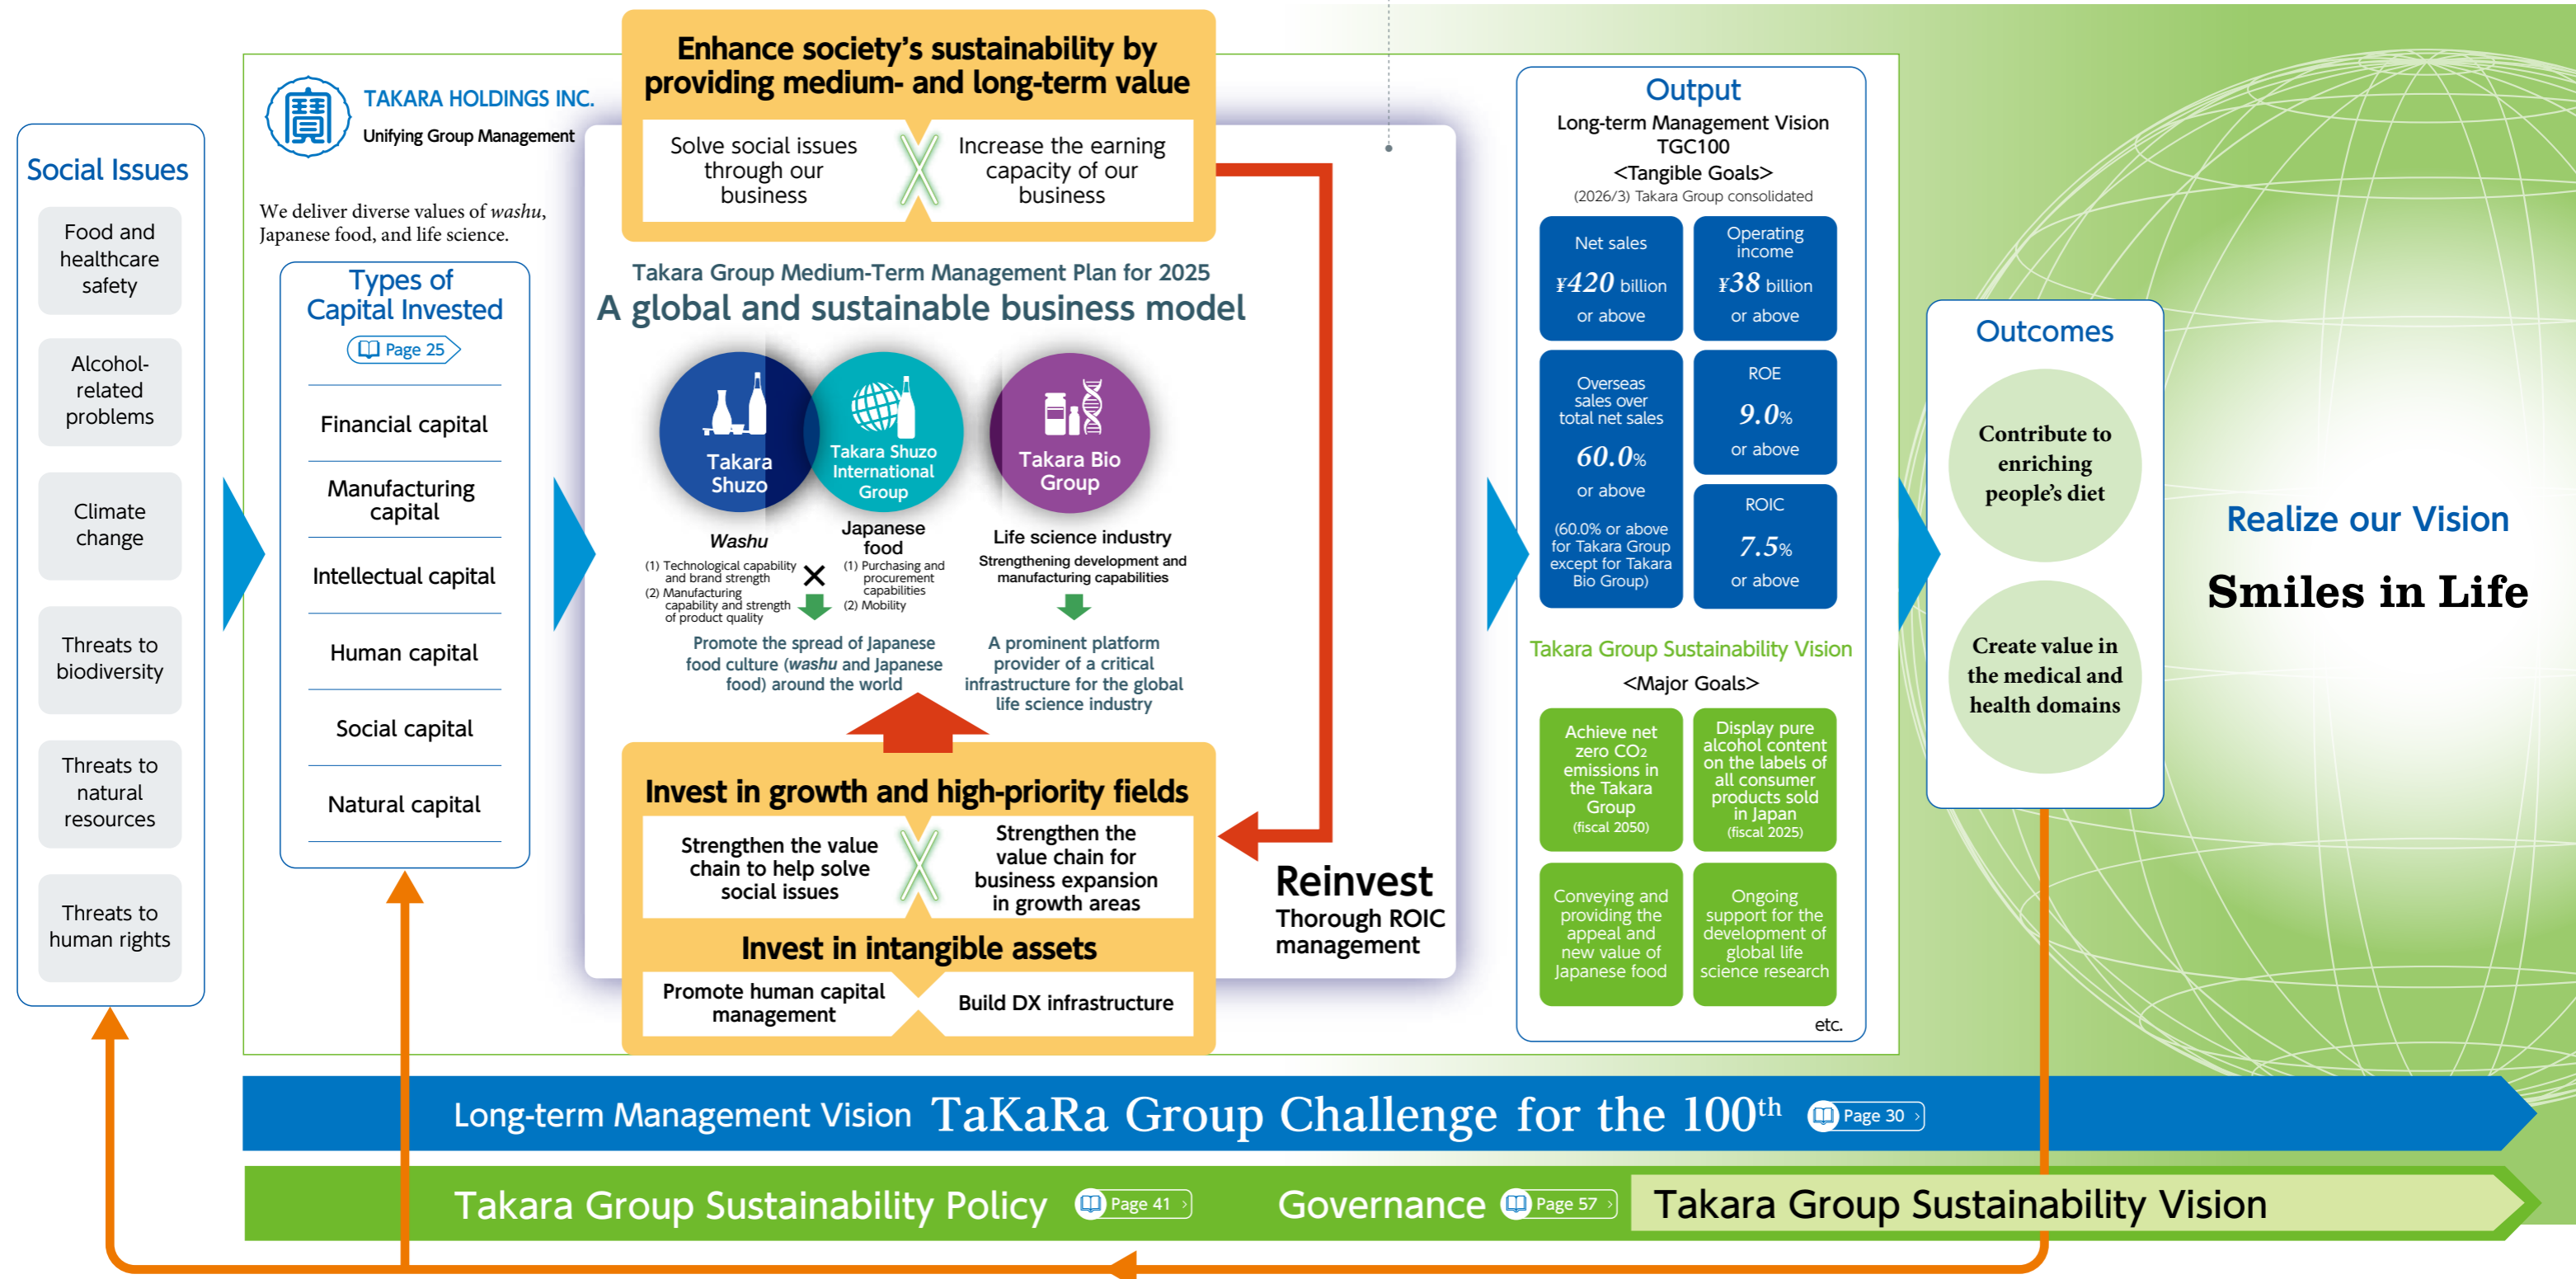 Social Issues
Food and
healthcare
safety
Alcohol-
related
problems
Climate
change
Threats to
biodiversity
Threats to
natural
resources
Threats to
human rights
寶
TAKARA HOLDINGS INC.
Unifying Group Management
We deliver diverse values of washu,
Japanese food, and life science.
Types of
Capital Invested
Page 25
Financial capital
Manufacturing
capital
Intellectual capital
Human capital
Social capital
Natural capital
Enhance society’s sustainability by
providing medium- and long-term value
Solve social issues
through our
business
Increase the earning
capacity of our
business
Takara Group Medium-Term Management Plan for 2025
A global and sustainable business model
Takara
Shuzo
Takara Shuzo
International
Group
Takara Bio
Group
Washu
(1) Technological capability
and brand strength
(2) Manufacturing
capability and strength
of product quality
Japanese
food
(1) Purchasing and
procurement
capabilities
(2) Mobility
Life science industry
Strengthening development and
manufacturing capabilities
Promote the spread of Japanese
food culture (washu and Japanese
food) around the world
A prominent platform
provider of a critical
infrastructure for the global
life science industry
Invest in growth and high-priority fields
Strengthen the value
chain to help solve
social issues
Strengthen the
value chain for
business expansion
in growth areas
Invest in intangible assets
Promote human capital
management
Build DX infrastructure
Reinvest
Thorough ROIC
management
Output
Long-term Management Vision
TGC100
<Tangible Goals>
(2026/3) Takara Group consolidated
Net sales
¥420 billion
or above
Operating
income
¥38 billion
or above
Overseas
sales over
total net sales
60.0%
or above
(60.0% or above
for Takara Group
except for Takara
Bio Group)
ROE
9.0%
or above
ROIC
7.5%
or above
Takara Group Sustainability Vision
<Major Goals>
Achieve net
zero CO2
emissions in
the Takara
Group
(fiscal 2050)
Display pure
alcohol content
on the labels of
all consumer
products sold
in Japan
(fiscal 2025)
Conveying and
providing the
appeal and
new value of
Japanese food
Ongoing
support for the
development of
global life
science research
etc.
Outcomes
Contribute to
enriching
people’s diet
Create value in
the medical and
health domains
Realize our Vision
Smiles in Life
Long-term Management Vision TaKaRa Group Challenge for the 100th Page 30
Takara Group Sustainability Policy Page 41 Governance Page 57 Takara Group Sustainability Vision